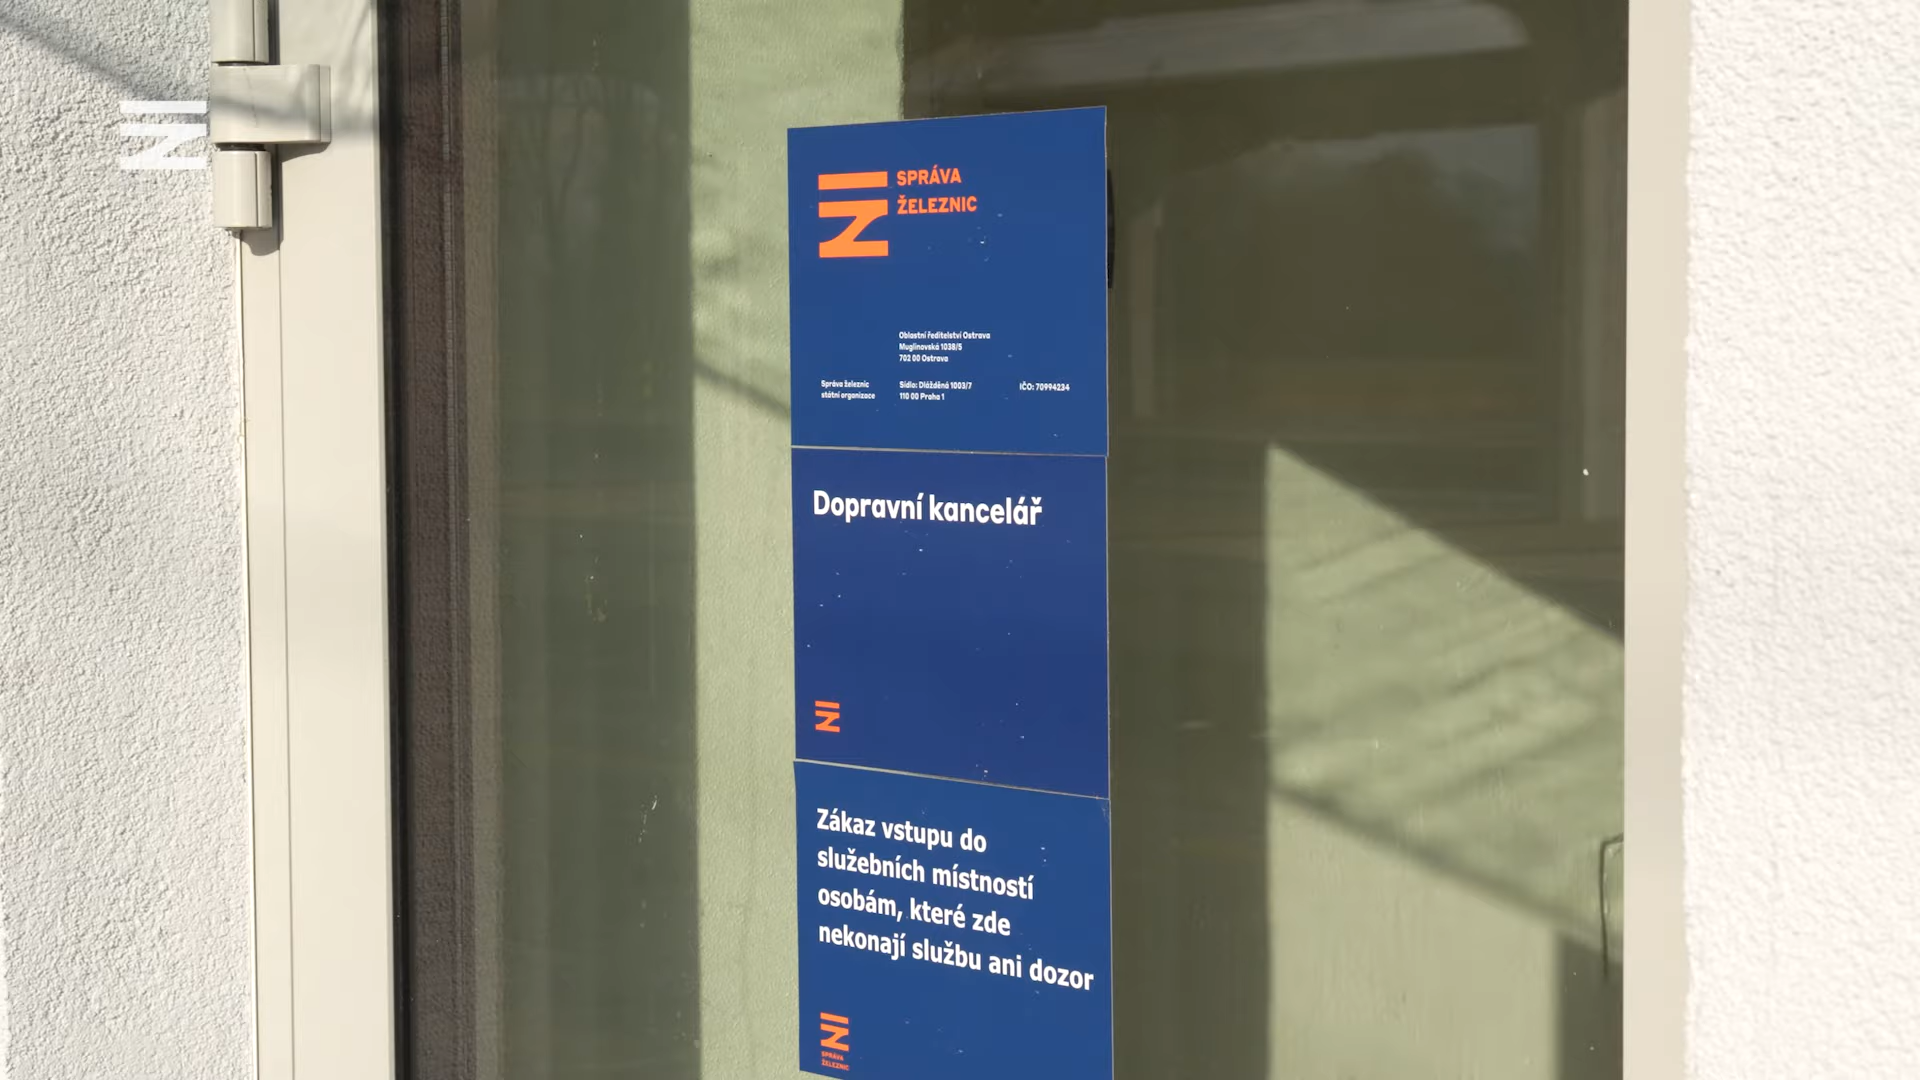 SPRÁVA
ŽELEZNIC
Oblastní ředitelství Ostrava
Muglinovská 1038/5
702 00 Ostrava
Správa železnic
státní organizace
Sídlo: Dlážděná 1003/7
110 00 Praha 1
IČO: 70994234
Dopravní kancelář
Zákaz vstupu do
služebních místností
osobám, které zde
nekonají službu ani dozor
SPRÁVA
ŽELEZNIC